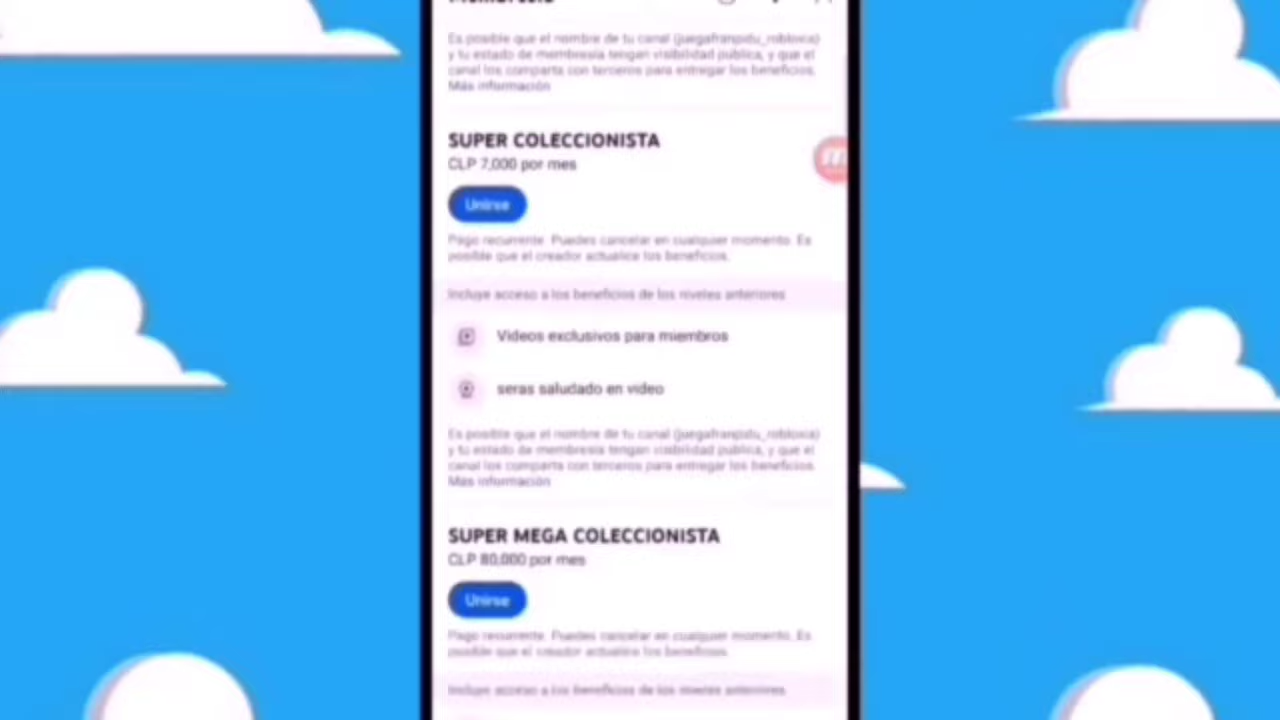 Es posible que el nombre de tu canal
y tu estado de membresía tengan visibilidad pública, y que el
canal los comparta con terceros para entregar los beneficios.
Más información
SUPER COLECCIONISTA
CLP 7,000 por mes
Unirse
Pago recurrente. Puedes cancelar en cualquier momento. Es
posible que el creador actualice los beneficios.
Incluye acceso a los beneficios de los niveles anteriores
Videos exclusivos para miembros
seras saludado en video
Es posible que el nombre de tu canal
y tu estado de membresía tengan visibilidad pública, y que el
canal los comparta con terceros para entregar los beneficios.
Más información
SUPER MEGA COLECCIONISTA
CLP 80,000 por mes
Unirse
Pago recurrente. Puedes cancelar en cualquier momento. Es
posible que el creador actualice los beneficios.
Incluye acceso a los beneficios de los niveles anteriores